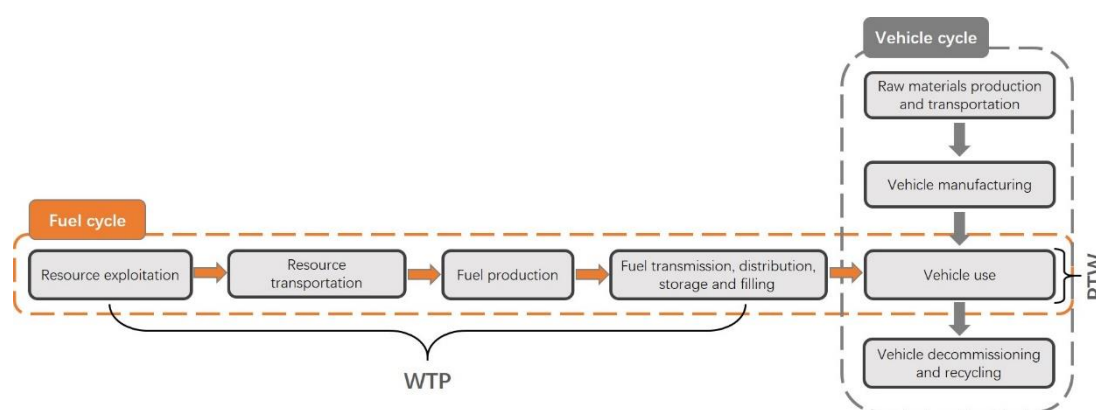 Vehicle cycle
Raw materials production
and transportation
Vehicle manufacturing
Fuel cycle
Resource exploitation
Resource
transportation
Fuel production
Fuel transmission, distribution,
storage and filling
Vehicle use
PTW
Vehicle decommissioning
and recycling
WTP